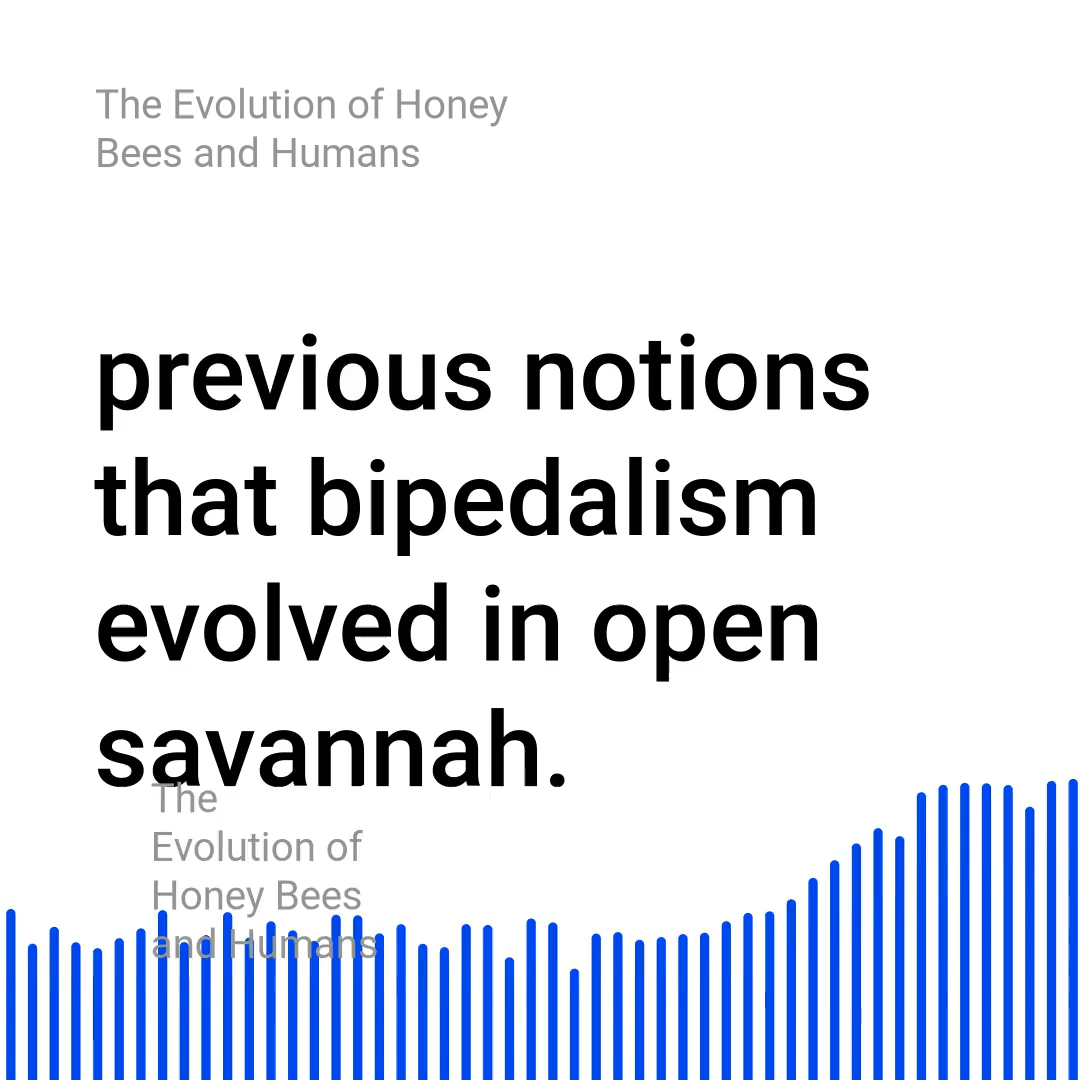 The Evolution of Honey
Bees and Humans
previous notions
that bipedalism
evolved in open
savannah.
The
Evolution of
Honey Bees
and Humans